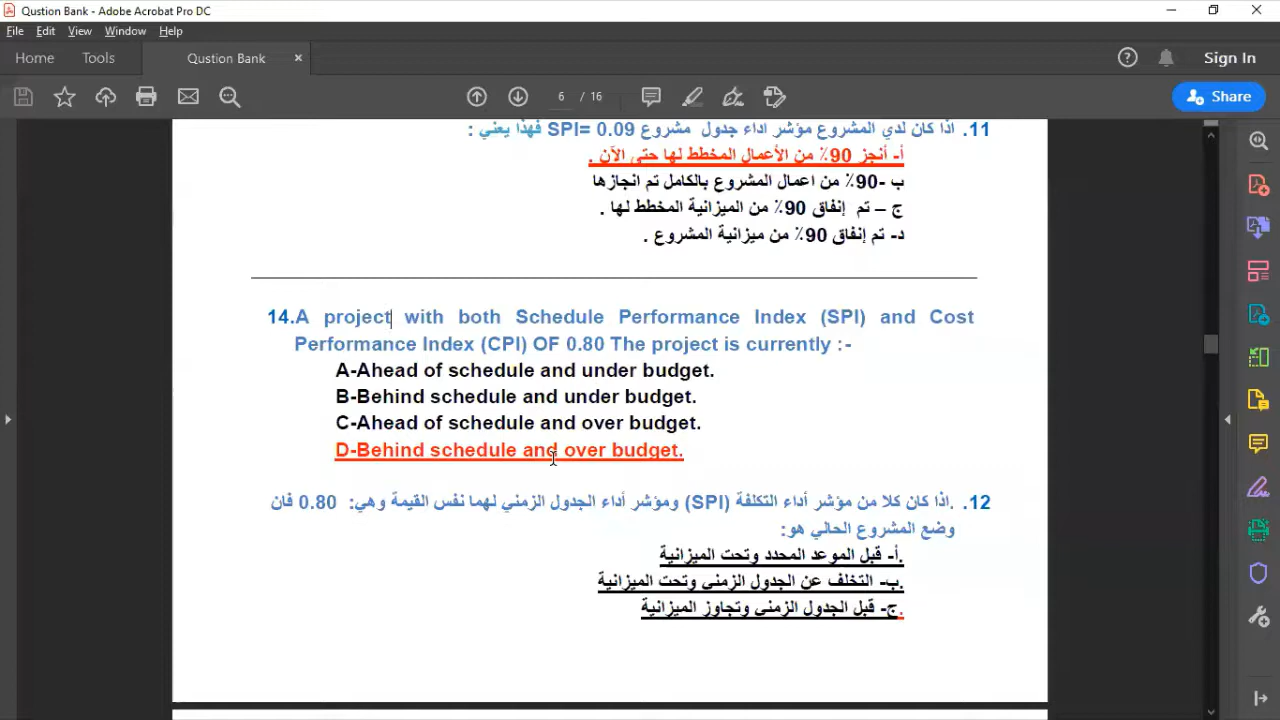 Qustion Bank - Adobe Acrobat Pro DC
File Edit View Window Help
Home Tools Qustion Bank × Sign In
6 / 16 Share
11. اذا كان لدي المشروع مؤشر اداء جدول مشروع SPI= 0.09 فهذا يعني :
أ- أنجز 90٪ من الأعمال المخطط لها حتى الآن .
ب -90٪ من اعمال المشروع بالكامل تم انجازها
ج – تم إنفاق 90٪ من الميزانية المخطط لها .
د- تم إنفاق 90٪ من ميزانية المشروع .
14.A project with both Schedule Performance Index (SPI) and Cost
Performance Index (CPI) OF 0.80 The project is currently :-
A-Ahead of schedule and under budget.
B-Behind schedule and under budget.
C-Ahead of schedule and over budget.
D-Behind schedule and over budget.
12. .اذا كان كلا من مؤشر أداء التكلفة (SPI) ومؤشر أداء الجدول الزمني لهما نفس القيمة وهي: 0.80 فان
وضع المشروع الحالي هو:
.أ- قبل الموعد المحدد وتحت الميزانية
.ب- التخلف عن الجدول الزمني وتحت الميزانية
.ج- قبل الجدول الزمني وتجاوز الميزانية